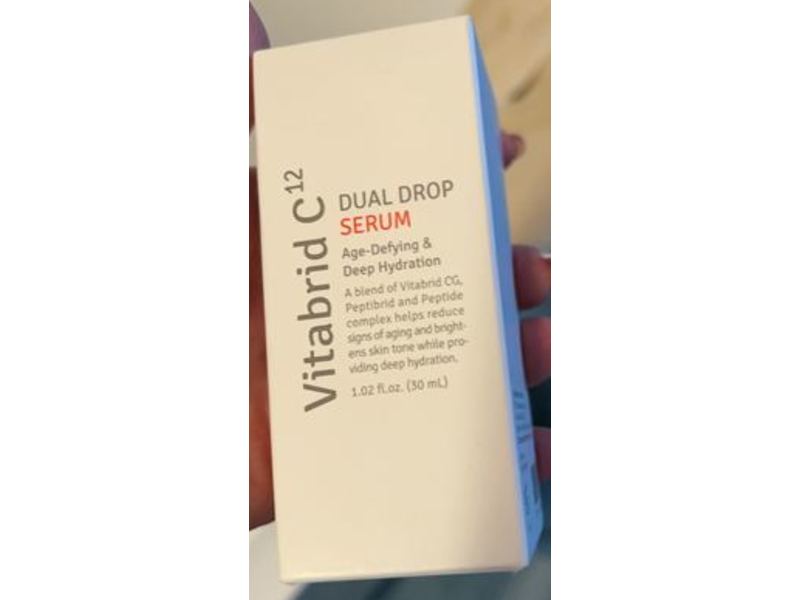 Vitabrid C12
DUAL DROP
SERUM
Age-Defying &
Deep Hydration
A blend of Vitabrid CG,
Peptibrid and Peptide
complex helps reduce
signs of aging and bright-
ens skin tone while pro-
viding deep hydration.
1.02 fl.oz. (30 mL)